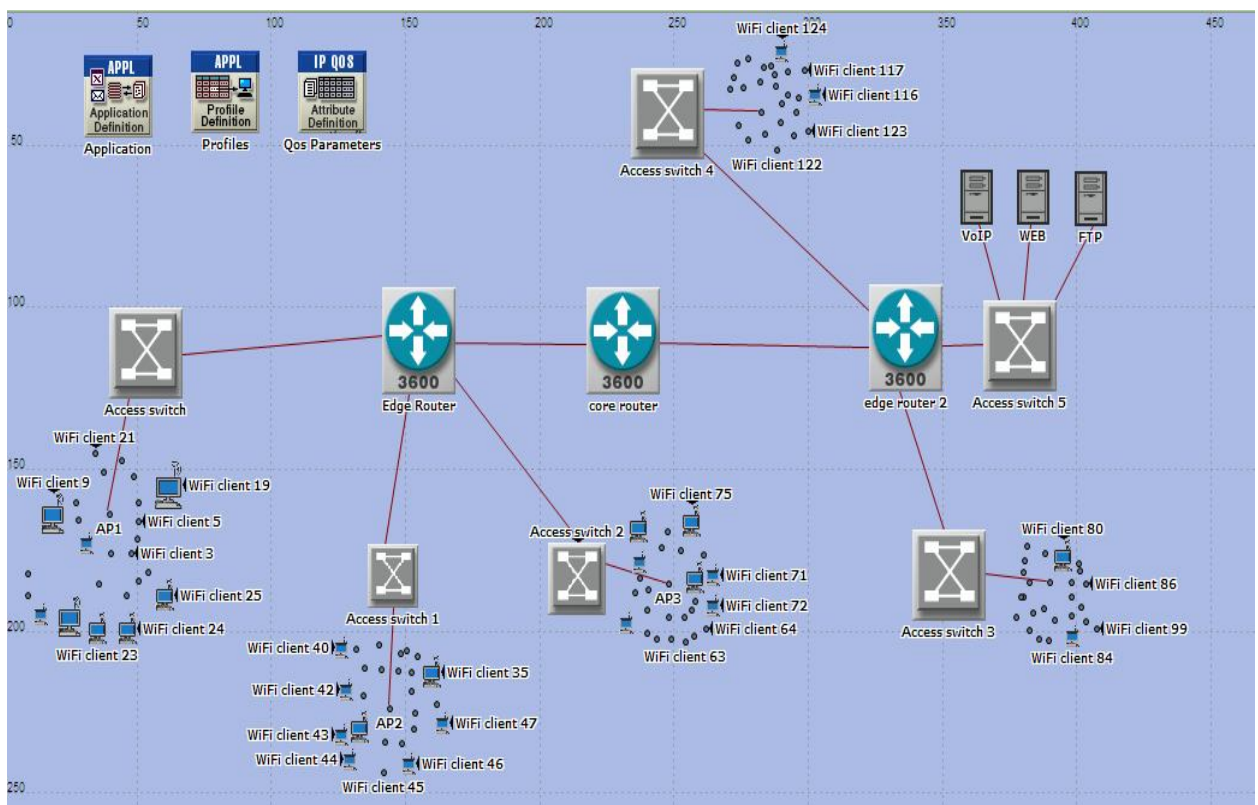 0 50 100 150 200 250 300 350 400 450
APPL
X
Application
Definition
Application
APPL
Profile
Definition
Profiles
IP QOS
Attribute
Definition
Qos Parameters
WiFi client 124
WiFi client 117
WiFi client 116
WiFi client 123
WiFi client 122
50
Access switch 4
VoIP
WEB
FTP
100
Access switch
3600
Edge Router
3600
core router
3600
edge router 2
Access switch 5
WiFi client 21
150
WiFi client 9
WiFi client 19
WiFi client 5
AP1
WiFi client 3
WiFi client 25
WiFi client 24
WiFi client 23
Access switch 1
WiFi client 75
Access switch 2
WiFi client 71
AP3
WiFi client 72
WiFi client 64
WiFi client 63
WiFi client 80
WiFi client 86
Access switch 3
WiFi client 99
WiFi client 84
200
WiFi client 40
WiFi client 35
WiFi client 42
AP2
WiFi client 47
WiFi client 43
WiFi client 44
WiFi client 46
WiFi client 45
250